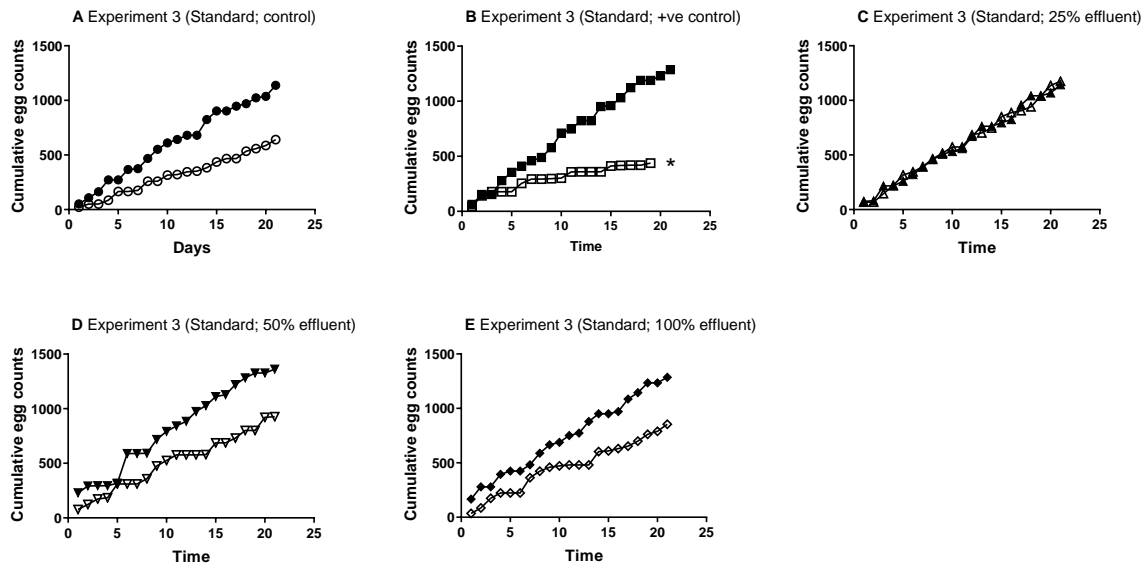 A Experiment 3 (Standard; control)
1500
1000
500
0
0 5 10 15 20 25
Days
Cumulative egg counts
B Experiment 3 (Standard; +ve control)
1500
1000
500
0
0 5 10 15 20 25
Time
Cumulative egg counts
*
C Experiment 3 (Standard; 25% effluent)
1500
1000
500
0
0 5 10 15 20 25
Time
Cumulative egg counts
D Experiment 3 (Standard; 50% effluent)
1500
1000
500
0
0 5 10 15 20 25
Time
Cumulative egg counts
E Experiment 3 (Standard; 100% effluent)
1500
1000
500
0
0 5 10 15 20 25
Time
Cumulative egg counts